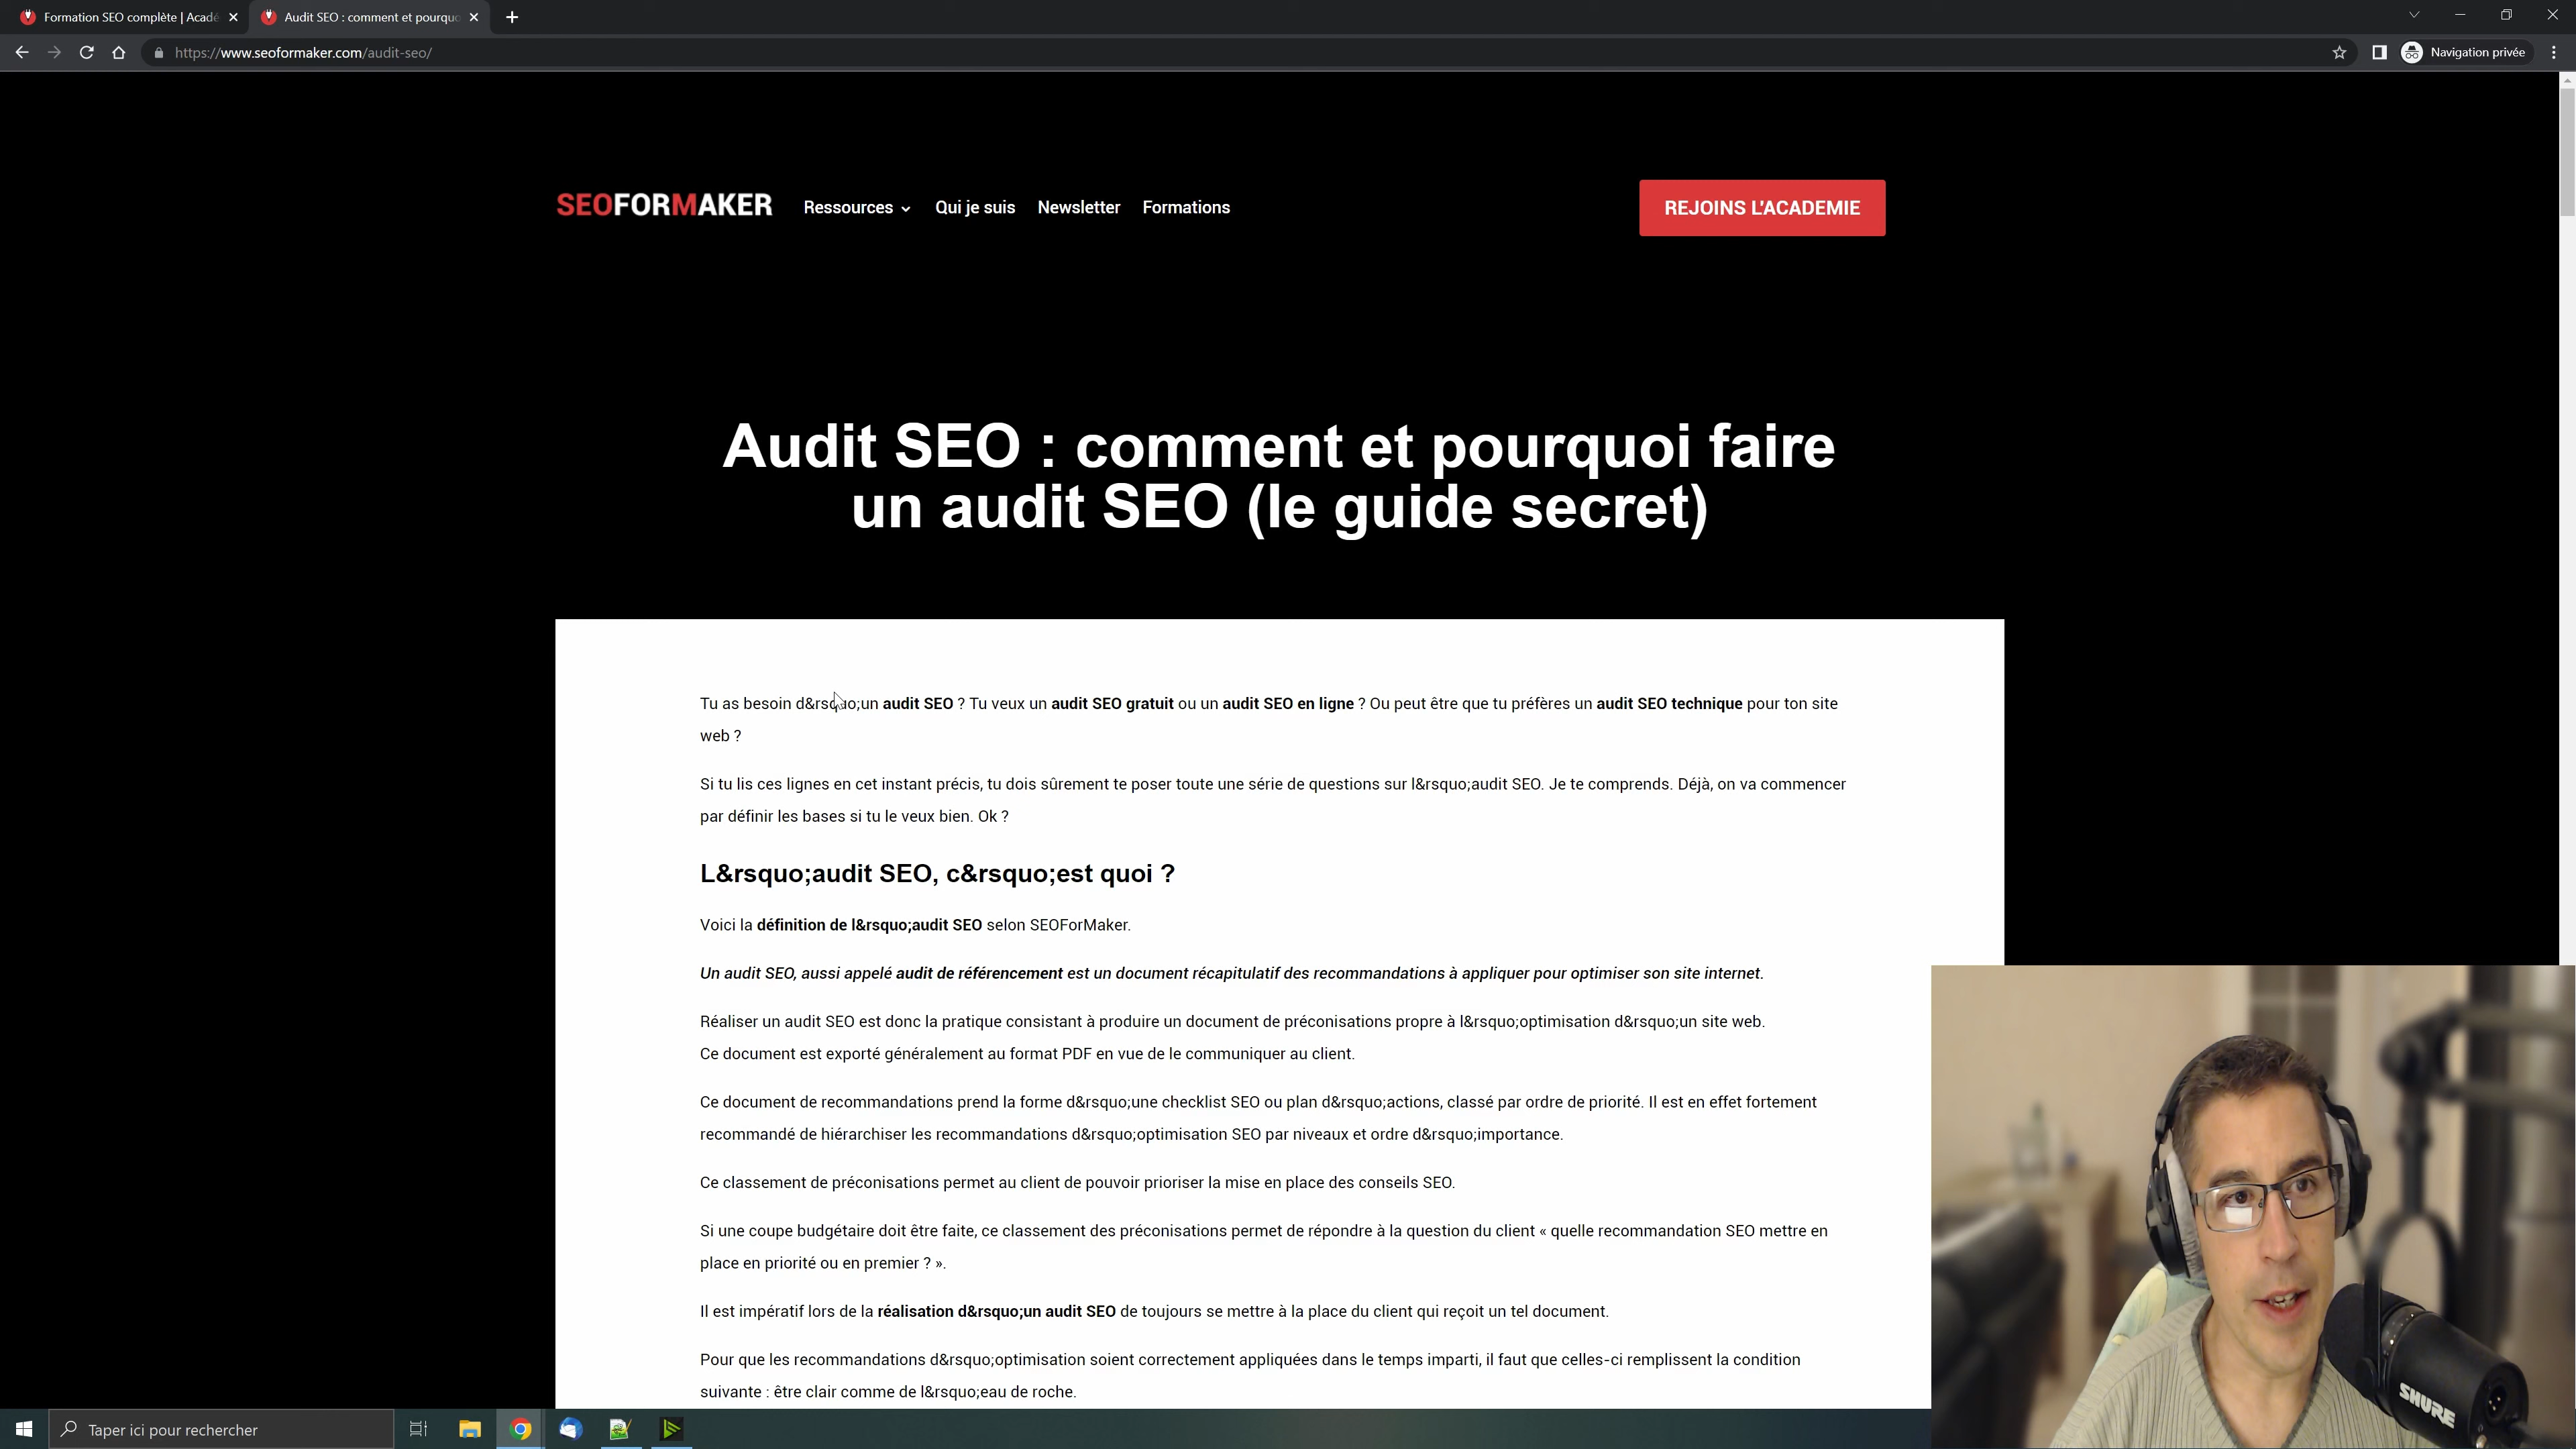 Formation SEO complète | Acadé
Audit SEO : comment et pourquo
https://www.seoformaker.com/audit-seo/
Navigation privée
SEOFORMAKER
Ressources
Qui je suis
Newsletter
Formations
REJOINS L'ACADEMIE
Audit SEO : comment et pourquoi faire
un audit SEO (le guide secret)
Tu as besoin d&rsquo;un audit SEO ? Tu veux un audit SEO gratuit ou un audit SEO en ligne ? Ou peut être que tu préfères un audit SEO technique pour ton site
web ?
Si tu lis ces lignes en cet instant précis, tu dois sûrement te poser toute une série de questions sur l&rsquo;audit SEO. Je te comprends. Déjà, on va commencer
par définir les bases si tu le veux bien. Ok ?
L&rsquo;audit SEO, c&rsquo;est quoi ?
Voici la définition de l&rsquo;audit SEO selon SEOForMaker.
Un audit SEO, aussi appelé audit de référencement est un document récapitulatif des recommandations à appliquer pour optimiser son site internet.
Réaliser un audit SEO est donc la pratique consistant à produire un document de préconisations propre à l&rsquo;optimisation d&rsquo;un site web.
Ce document est exporté généralement au format PDF en vue de le communiquer au client.
Ce document de recommandations prend la forme d&rsquo;une checklist SEO ou plan d&rsquo;actions, classé par ordre de priorité. Il est en effet fortement
recommandé de hiérarchiser les recommandations d&rsquo;optimisation SEO par niveaux et ordre d&rsquo;importance.
Ce classement de préconisations permet au client de pouvoir prioriser la mise en place des conseils SEO.
Si une coupe budgétaire doit être faite, ce classement des préconisations permet de répondre à la question du client « quelle recommandation SEO mettre en
place en priorité ou en premier ? ».
Il est impératif lors de la réalisation d&rsquo;un audit SEO de toujours se mettre à la place du client qui reçoit un tel document.
Pour que les recommandations d&rsquo;optimisation soient correctement appliquées dans le temps imparti, il faut que celles-ci remplissent la condition
suivante : être clair comme de l&rsquo;eau de roche.
SHURE
Taper ici pour rechercher